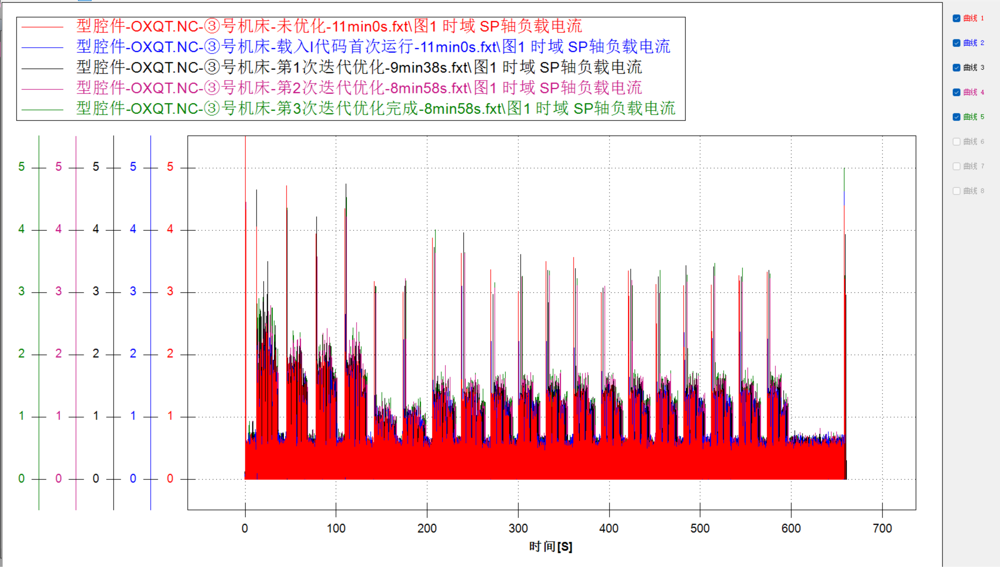 型腔件-OXQT.NC-③号机床-未优化-11min0s.fxt\图1 时域 SP轴负载电流
型腔件-OXQT.NC-③号机床-载入I代码首次运行-11min0s.fxt\图1 时域 SP轴负载电流
型腔件-OXQT.NC-③号机床-第1次迭代优化-9min38s.fxt\图1 时域 SP轴负载电流
型腔件-OXQT.NC-③号机床-第2次迭代优化-8min58s.fxt\图1 时域 SP轴负载电流
型腔件-OXQT.NC-③号机床-第3次迭代优化完成-8min58s.fxt\图1 时域 SP轴负载电流
曲线 1
曲线 2
曲线 3
曲线 4
曲线 5
曲线 6
曲线 7
曲线 8
5 5 5 5 5
4 4 4 4 4
3 3 3 3 3
2 2 2 2 2
1 1 1 1 1
0 0 0 0 0
0 100 200 300 400 500 600 700
时间[S]